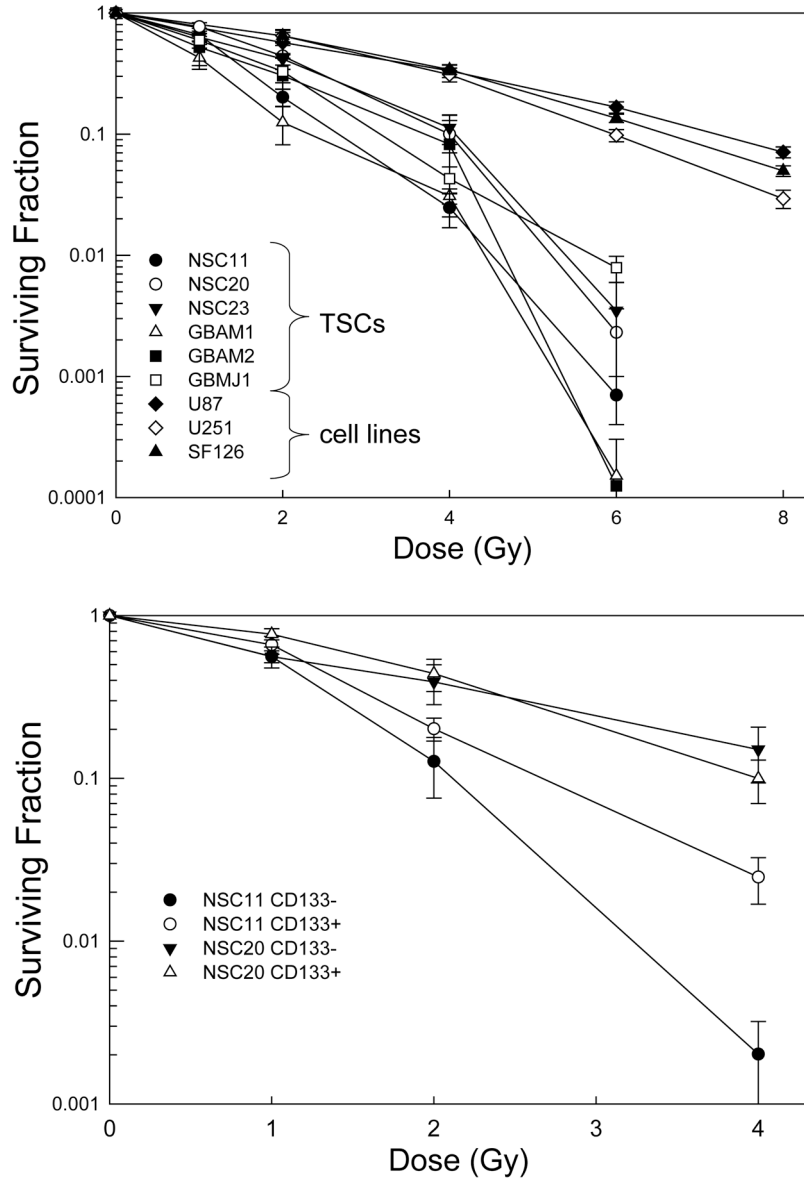 1
0.1
0.01
0.001
0.0001
Surviving Fraction
NSC11
NSC20
NSC23
GBAM1
GBAM2
GBMJ1
U87
U251
SF126
TSCs
cell lines
0 2 4 6 8
Dose (Gy)
1
0.1
0.01
0.001
Surviving Fraction
NSC11 CD133-
NSC11 CD133+
NSC20 CD133-
NSC20 CD133+
0 1 2 3 4
Dose (Gy)